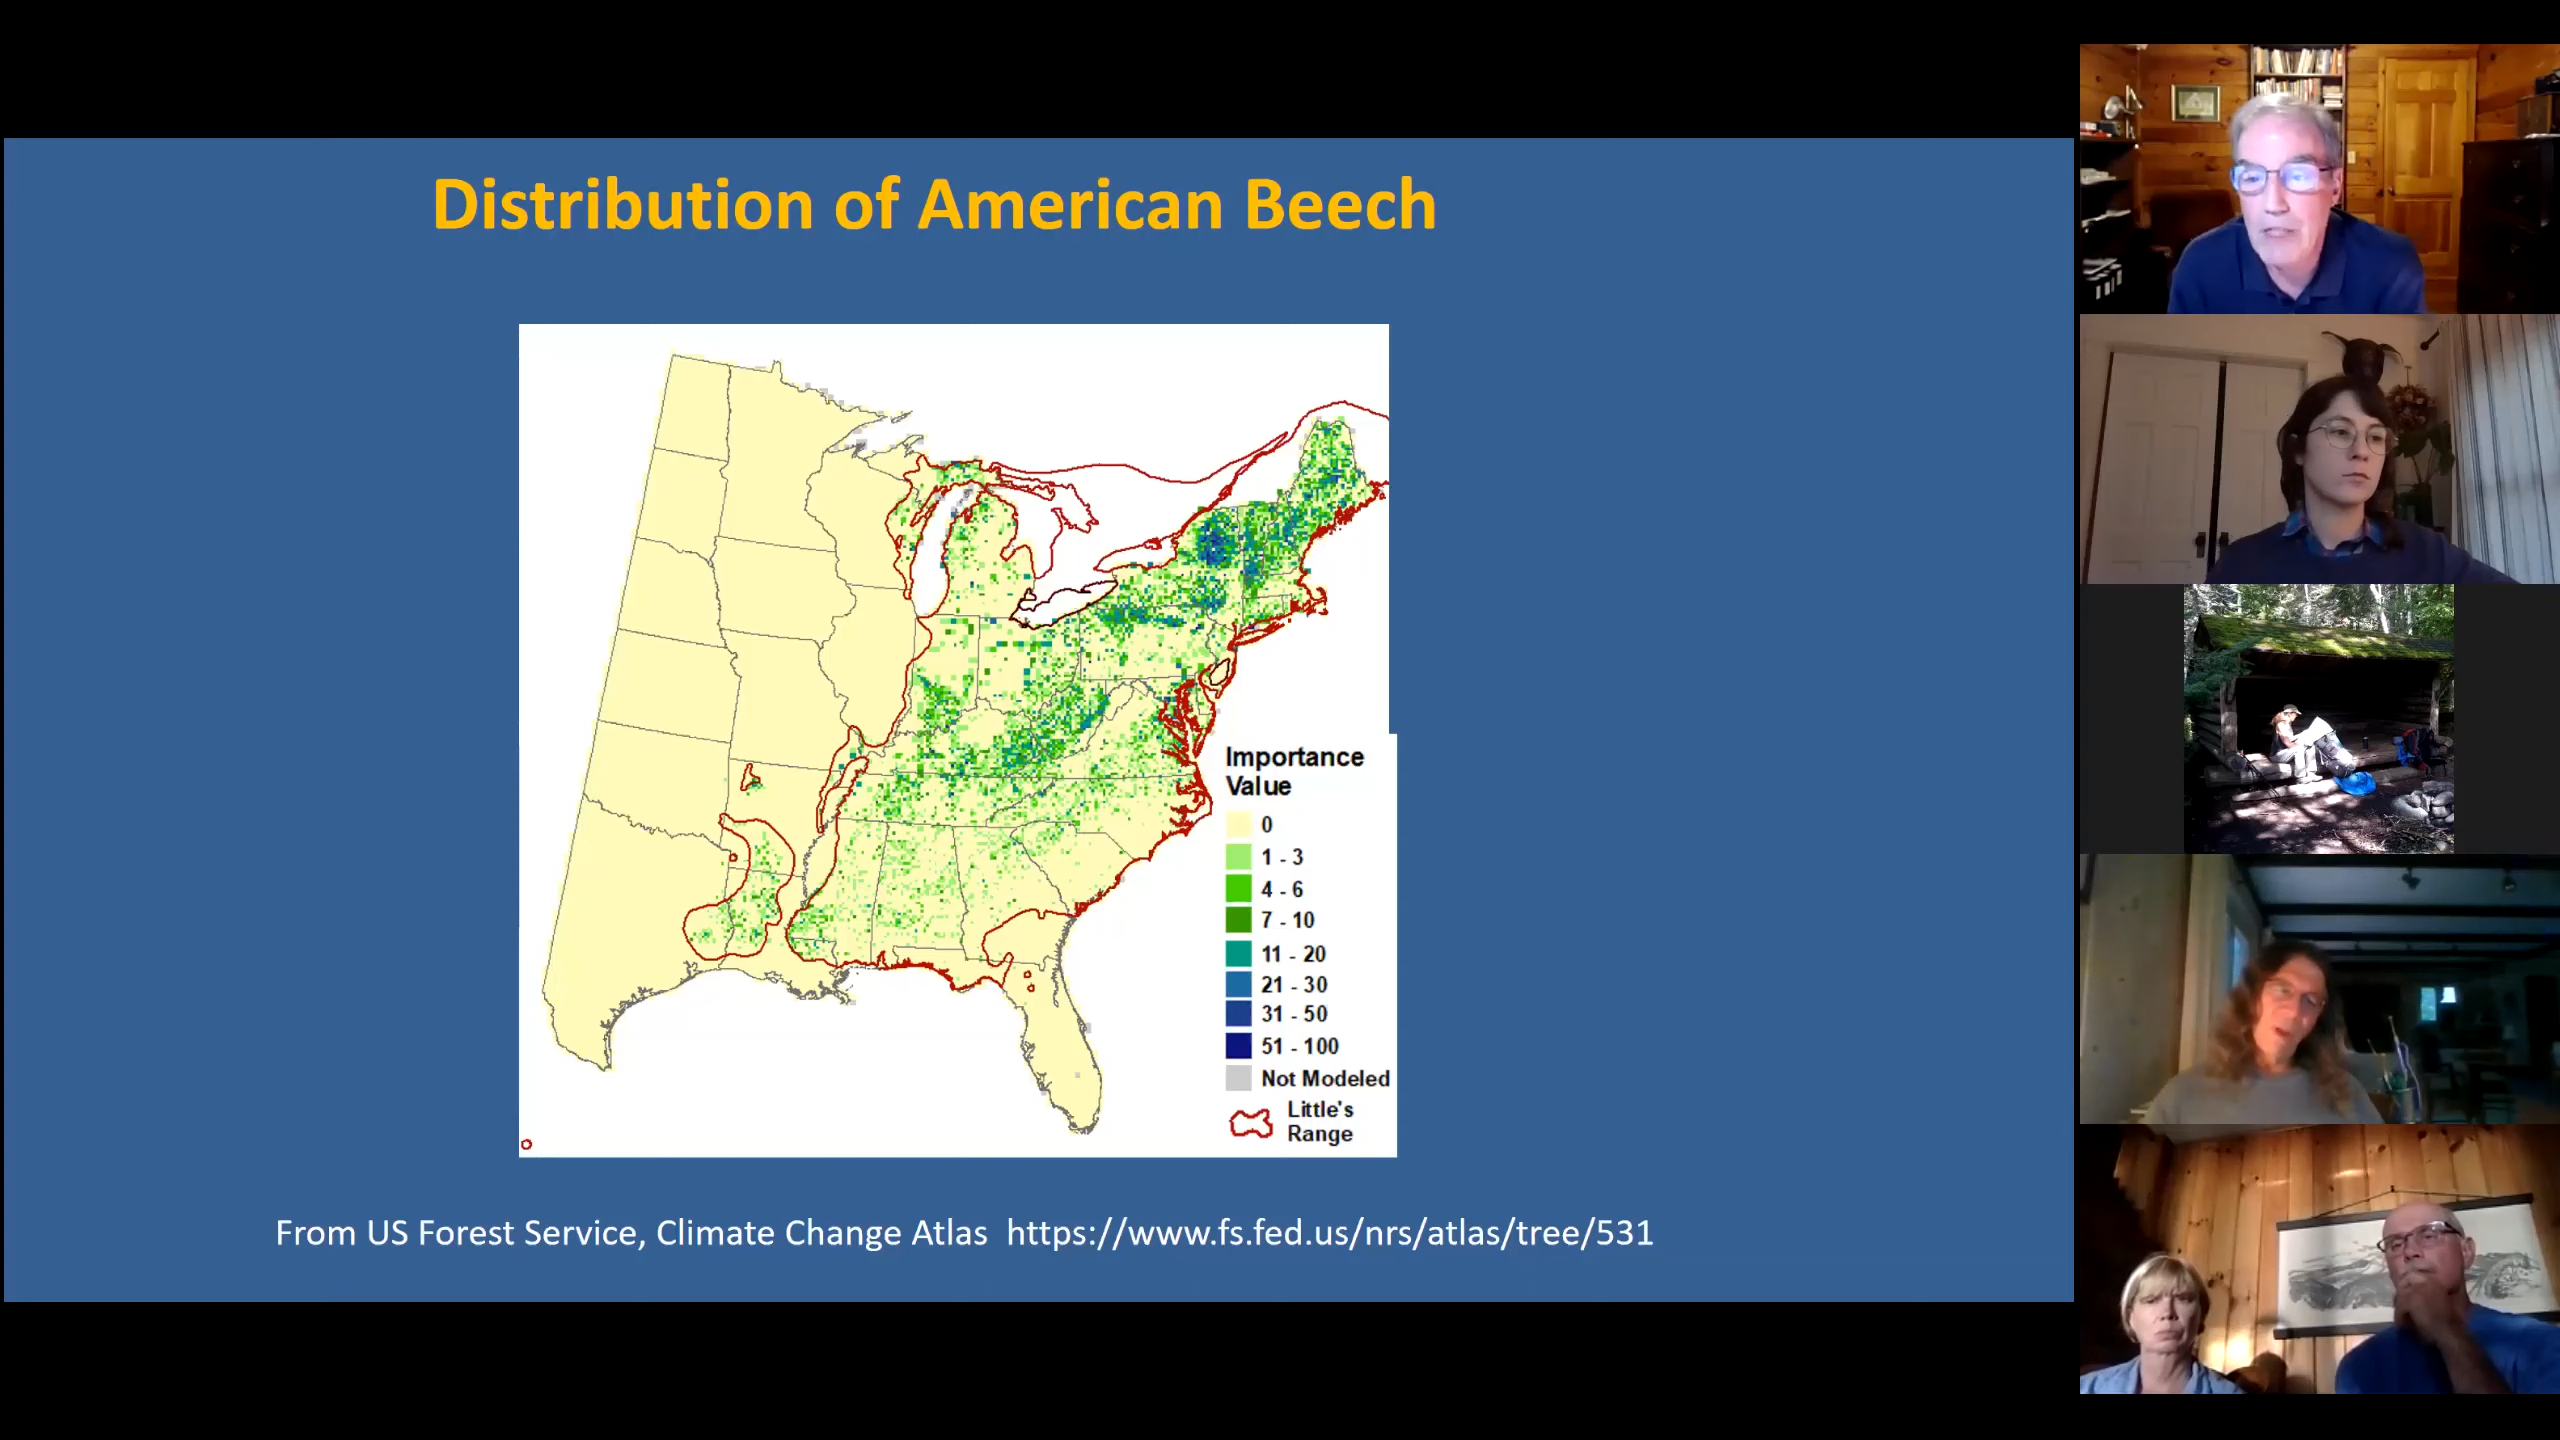 Distribution of American Beech
Importance
Value
0
1 - 3
4 - 6
7 - 10
11 - 20
21 - 30
31 - 50
51 - 100
Not Modeled
Little's
Range
From US Forest Service, Climate Change Atlas  https://www.fs.fed.us/nrs/atlas/tree/531